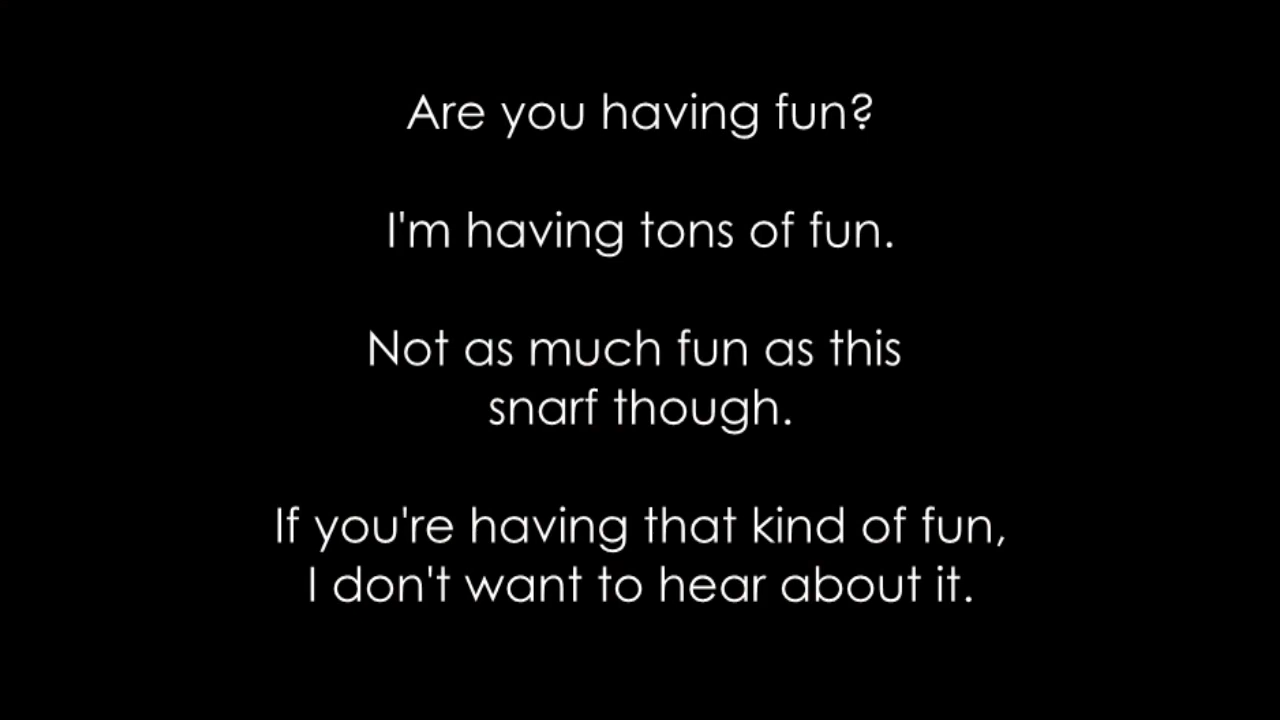 Are you having fun?
I'm having tons of fun.
Not as much fun as this
snarf though.
If you're having that kind of fun,
I don't want to hear about it.